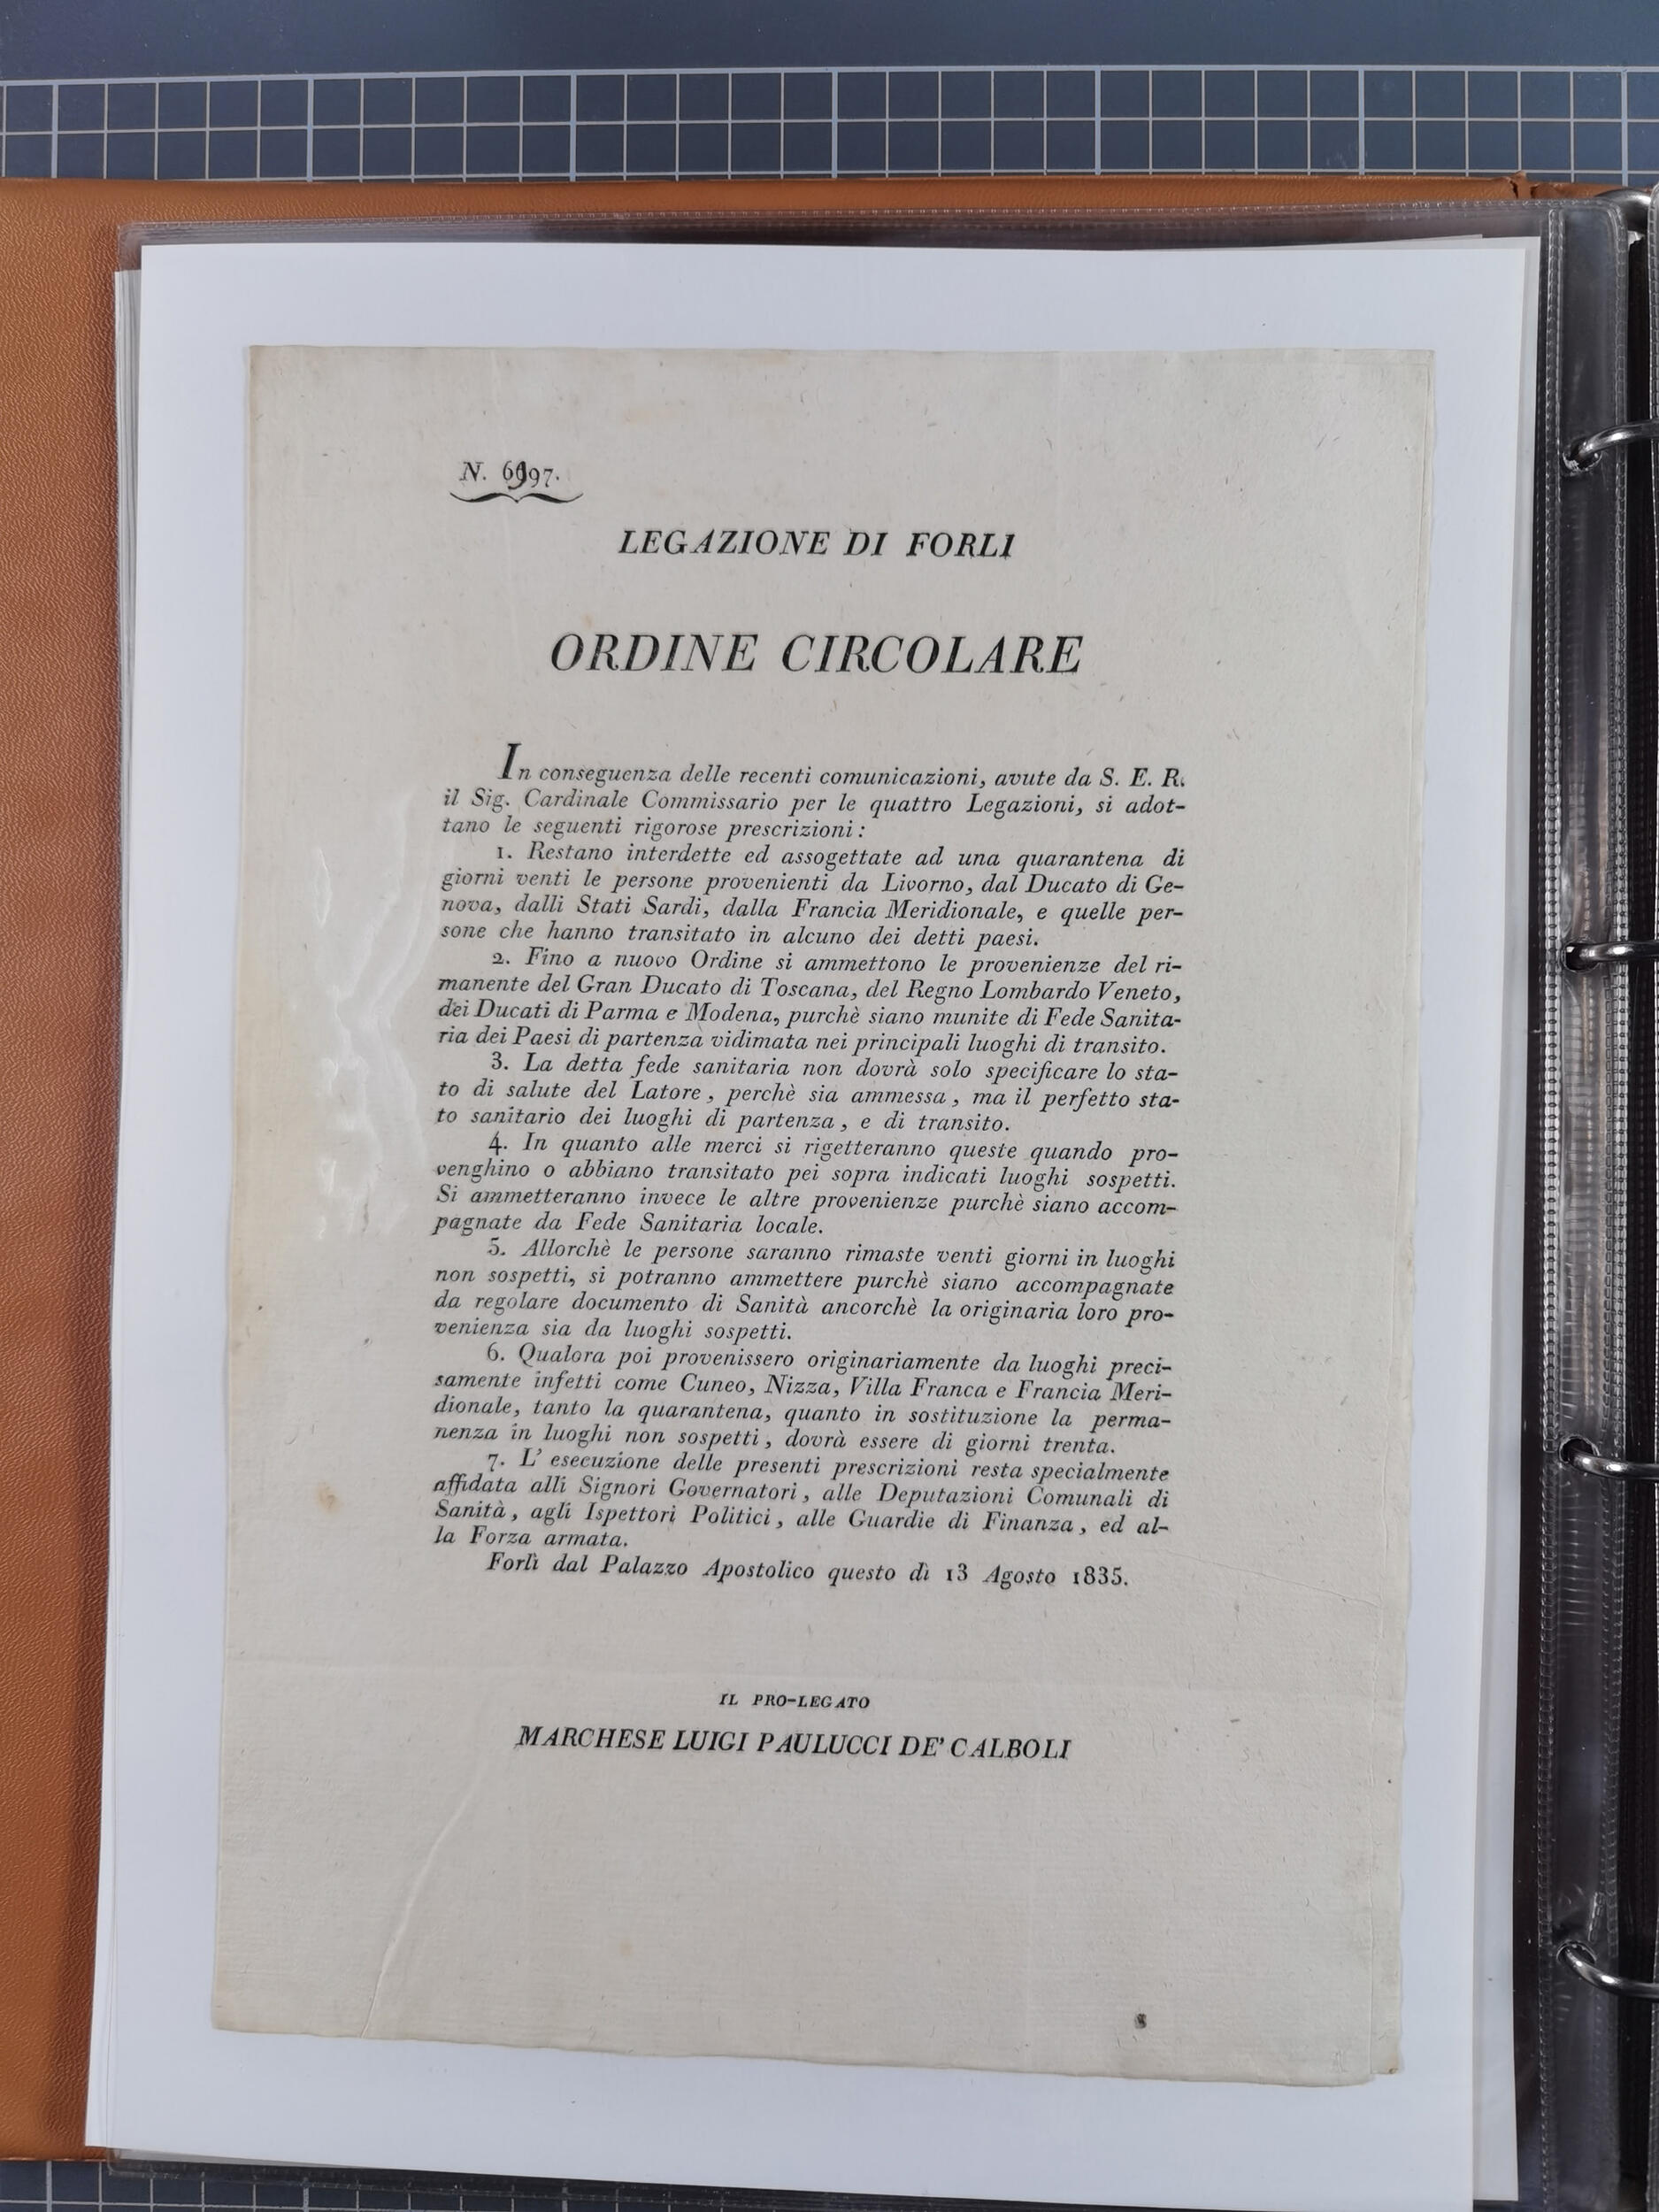 N. 6997.
LEGAZIONE DI FORLI
ORDINE CIRCOLARE
In conseguenza delle recenti comunicazioni, avute da S. E. R.
il Sig. Cardinale Commissario per le quattro Legazioni, si adot-
tano le seguenti rigorose prescrizioni:
1. Restano interdette ed assogettate ad una quarantena di
giorni venti le persone provenienti da Livorno, dal Ducato di Ge-
nova, dalli Stati Sardi, dalla Francia Meridionale, e quelle per-
sone che hanno transitato in alcuno dei detti paesi.
2. Fino a nuovo Ordine si ammettono le provenienze del ri-
manente del Gran Ducato di Toscana, del Regno Lombardo Veneto,
dei Ducati di Parma e Modena, purchè siano munite di Fede Sanita-
ria dei Paesi di partenza vidimata nei principali luoghi di transito.
3. La detta fede sanitaria non dovrà solo specificare lo sta-
to di salute del Latore, perchè sia ammessa, ma il perfetto sta-
to sanitario dei luoghi di partenza, e di transito.
4. In quanto alle merci si rigetteranno queste quando pro-
venghino o abbiano transitato pei sopra indicati luoghi sospetti.
Si ammetteranno invece le altre provenienze purchè siano accom-
pagnate da Fede Sanitaria locale.
5. Allorchè le persone saranno rimaste venti giorni in luoghi
non sospetti, si potranno ammettere purchè siano accompagnate
da regolare documento di Sanità ancorchè la originaria loro pro-
venienza sia da luoghi sospetti.
6. Qualora poi provenissero originariamente da luoghi preci-
samente infetti come Cuneo, Nizza, Villa Franca e Francia Meri-
dionale, tanto la quarantena, quanto in sostituzione la perma-
nenza in luoghi non sospetti, dovrà essere di giorni trenta.
7. L' esecuzione delle presenti prescrizioni resta specialmente
affidata alli Signori Governatori, alle Deputazioni Comunali di
Sanità, agli Ispettori Politici, alle Guardie di Finanza, ed al-
la Forza armata.
Forlì dal Palazzo Apostolico questo dì 13 Agosto 1835.
IL PRO-LEGATO
MARCHESE LUIGI PAULUCCI DE' CALBOLI